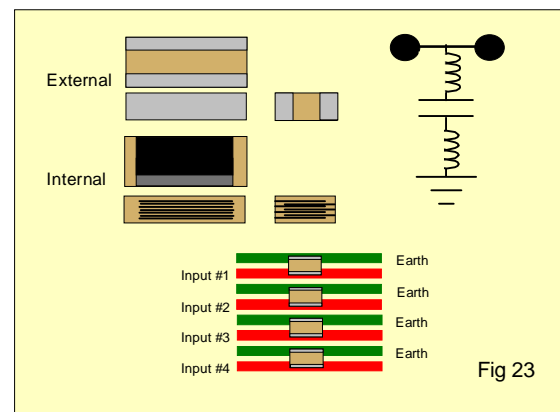 External
Internal
Earth
Input #1
Earth
Input #2
Earth
Input #3
Earth
Input #4
Fig 23